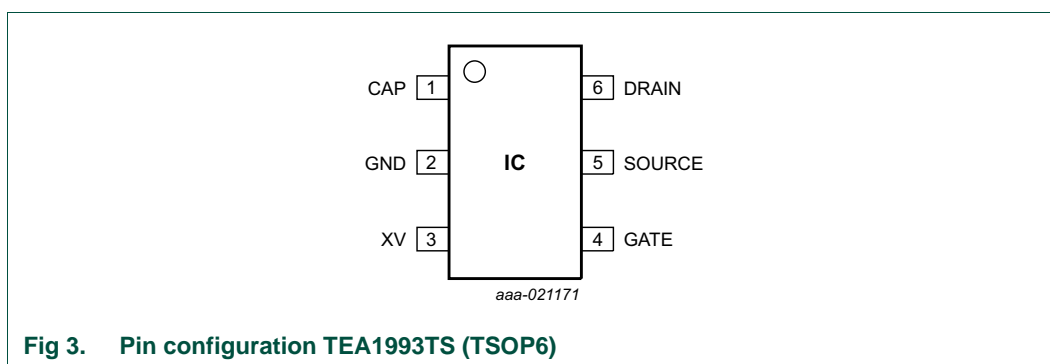 CAP 1 6 DRAIN
GND 2 IC 5 SOURCE
XV 3 4 GATE
aaa-021171
Fig 3. Pin configuration TEA1993TS (TSOP6)